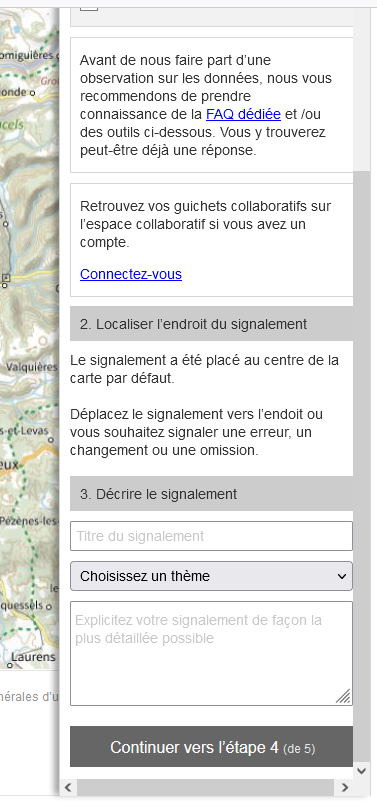 omiguières
onde
ncels
Valquières
s-et-Levas
eux
Pézènes-les-
le
quessels
Laurens
nérales d'u
Avant de nous faire part d'une
observation sur les données, nous vous
recommendons de prendre
connaissance de la FAQ dédiée et /ou
des outils ci-dessous. Vous y trouverez
peut-être déjà une réponse.
Retrouvez vos guichets collaboratifs sur
l'espace collaboratif si vous avez un
compte.
Connectez-vous
2. Localiser l'endroit du signalement
Le signalement a été placé au centre de la
carte par défaut.
Déplacez le signalement vers l'endoit ou
vous souhaitez signaler une erreur, un
changement ou une omission.
3. Décrire le signalement
Titre du signalement
Choisissez un thème
Explicitez votre signalement de façon la
plus détaillée possible
Continuer vers l'étape 4 (de 5)